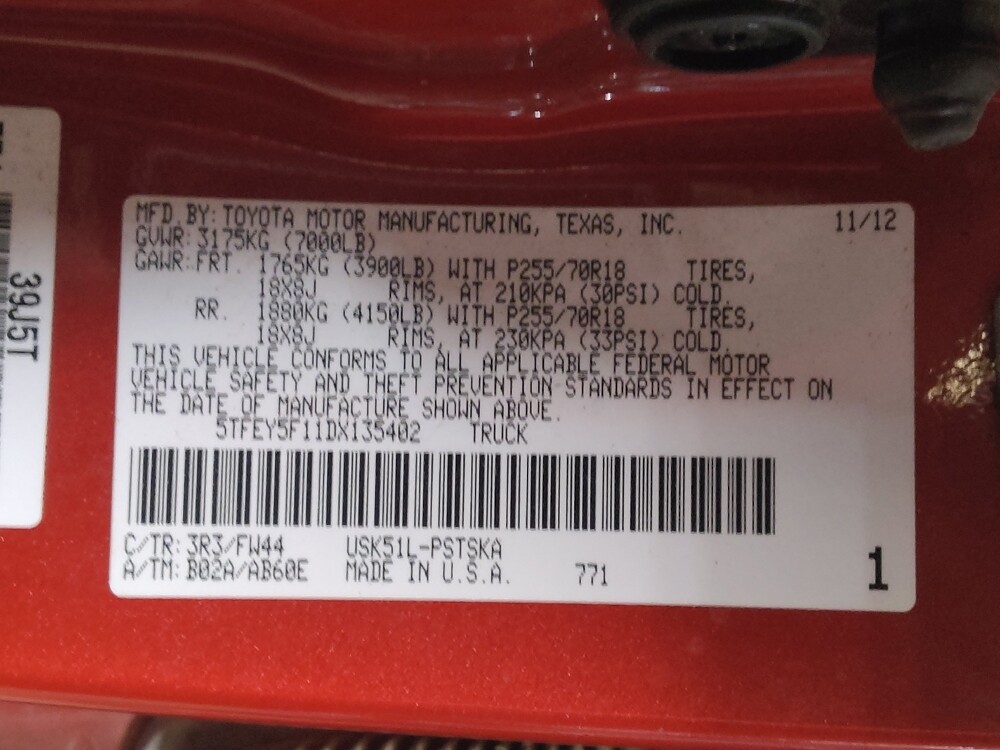 MFD. BY: TOYOTA MOTOR MANUFACTURING, TEXAS, INC. 11/12
GVWR: 3175KG (7000LB)
GAWR: FRT. 1765KG (3900LB) WITH P255/70R18 TIRES,
18X8J RIMS, AT 210KPA (30PSI) COLD.
RR. 1880KG (4150LB) WITH P255/70R18 TIRES,
18X8J RIMS, AT 230KPA (33PSI) COLD.
THIS VEHICLE CONFORMS TO ALL APPLICABLE FEDERAL MOTOR
VEHICLE SAFETY AND THEFT PREVENTION STANDARDS IN EFFECT ON
THE DATE OF MANUFACTURE SHOWN ABOVE.
5TFEY5F11DX135402 TRUCK
C/TR: 3R3/FW44 USK51L-PSTSKA
A/TM: B02A/AB60E MADE IN U.S.A. 771 1
39J5T